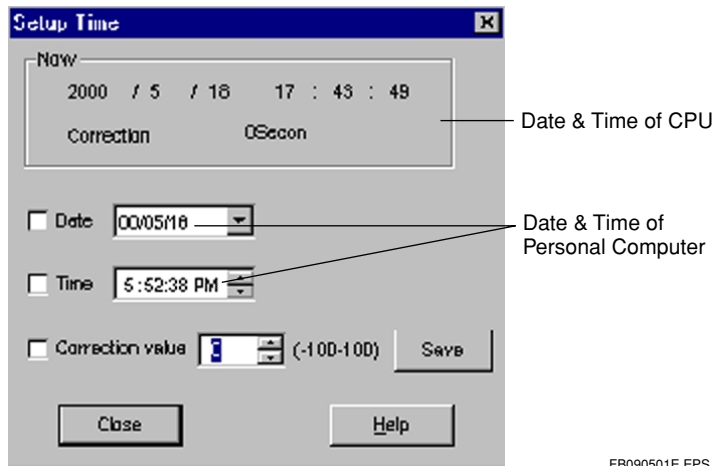 Setup Time
Now
2000 / 5 / 18 17 : 43 : 49
Correction 0Secon
Date & Time of CPU
Date 00/05/18
Date & Time of
Personal Computer
Time 5:52:38 PM
Correction value 0 (-100-100) Save
Close Help
FB090501E.EPS